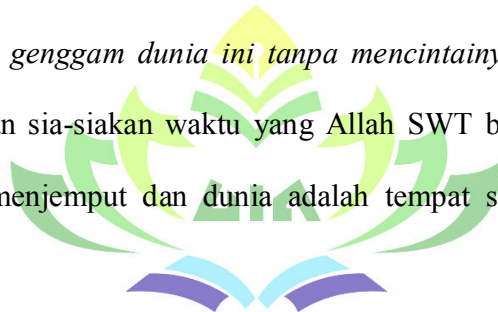 genggam dunia ini tanpa mencintainy
n sia-siakan waktu yang Allah SWT b
menjemput dan dunia adalah tempat s